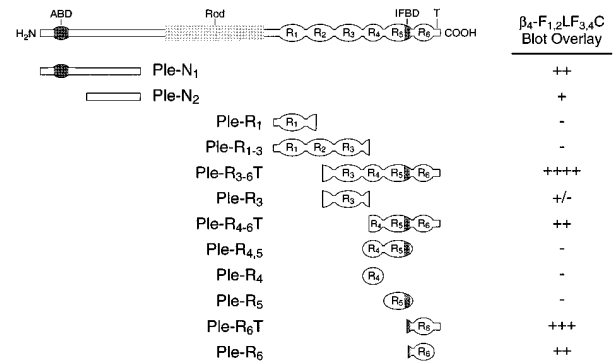 ABD Rod IFBD T
H₂N R₁ R₂ R₃ R₄ R₅ R₆ COOH
β₄-F₁,₂LF₃,₄C
Blot Overlay
Ple-N₁ ++
Ple-N₂ +
Ple-R₁ R₁ -
Ple-R₁₋₃ R₁ R₂ R₃ -
Ple-R₃₋₆T R₃ R₄ R₅ R₆ ++++
Ple-R₃ R₃ +/-
Ple-R₄₋₆T R₄ R₅ R₆ ++
Ple-R₄,₅ R₄ R₅ -
Ple-R₄ R₄ -
Ple-R₅ R₅ -
Ple-R₆T R₆ +++
Ple-R₆ R₆ ++